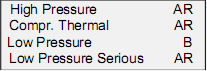 High Pressure AR
Compr. Thermal AR
Low Pressure B
Low Pressure Serious AR